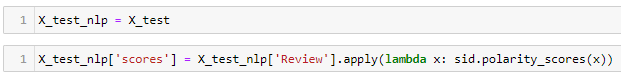 1 X_test_nlp = X_test
1 X_test_nlp['scores'] = X_test_nlp['Review'].apply(lambda x: sid.polarity_scores(x))